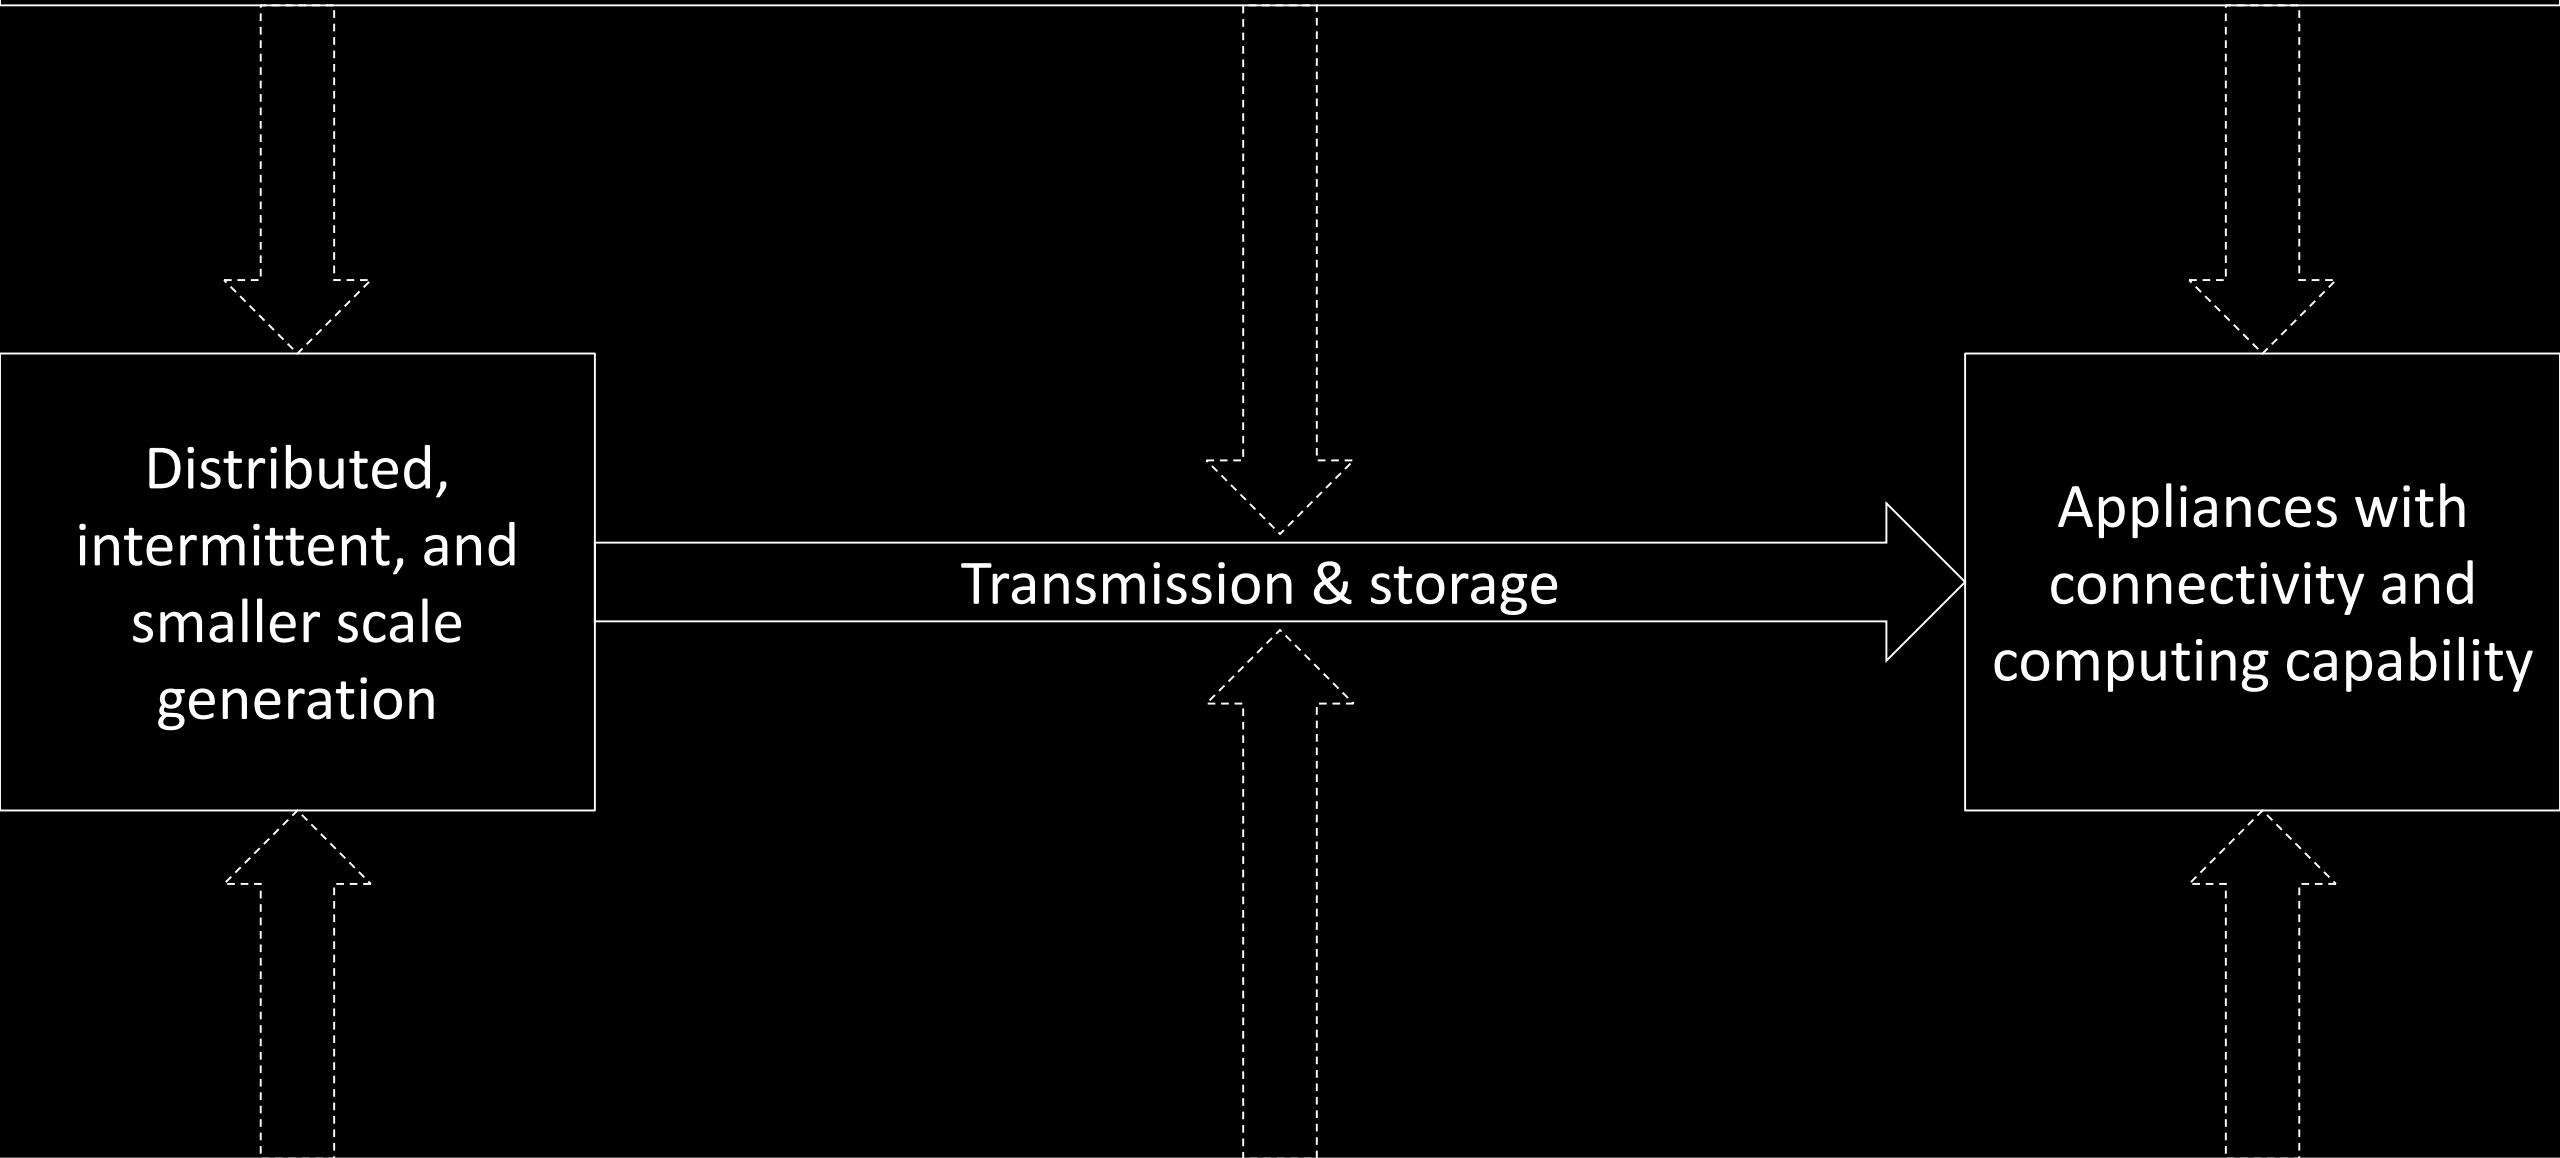 Distributed,
intermittent, and
smaller scale
generation
Transmission & storage
Appliances with
connectivity and
computing capability